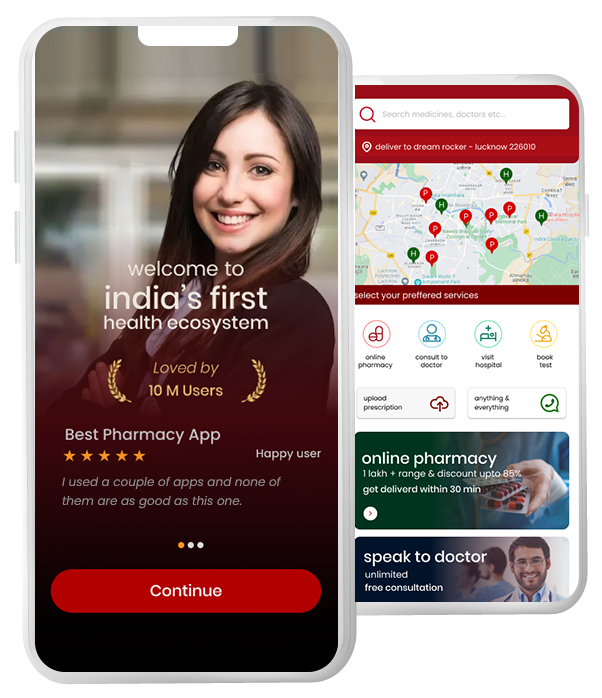 welcome to
india's first
health ecosystem
Loved by
10 M Users
Best Pharmacy App
Happy user
I used a couple of apps and none of
them are as good as this one.
Continue
Search medicines, doctors etc...
deliver to dream rocker - lucknow 226010
H
P
H
P
P
P
H
P
P
H
P
select your preffered services
online
pharmacy
consult to
doctor
visit
hospital
book
test
upload
prescription
anything &
everything
online pharmacy
1 lakh + range & discount upto 85%
get deliverd within 30 min
speak to doctor
unlimited
free consultation